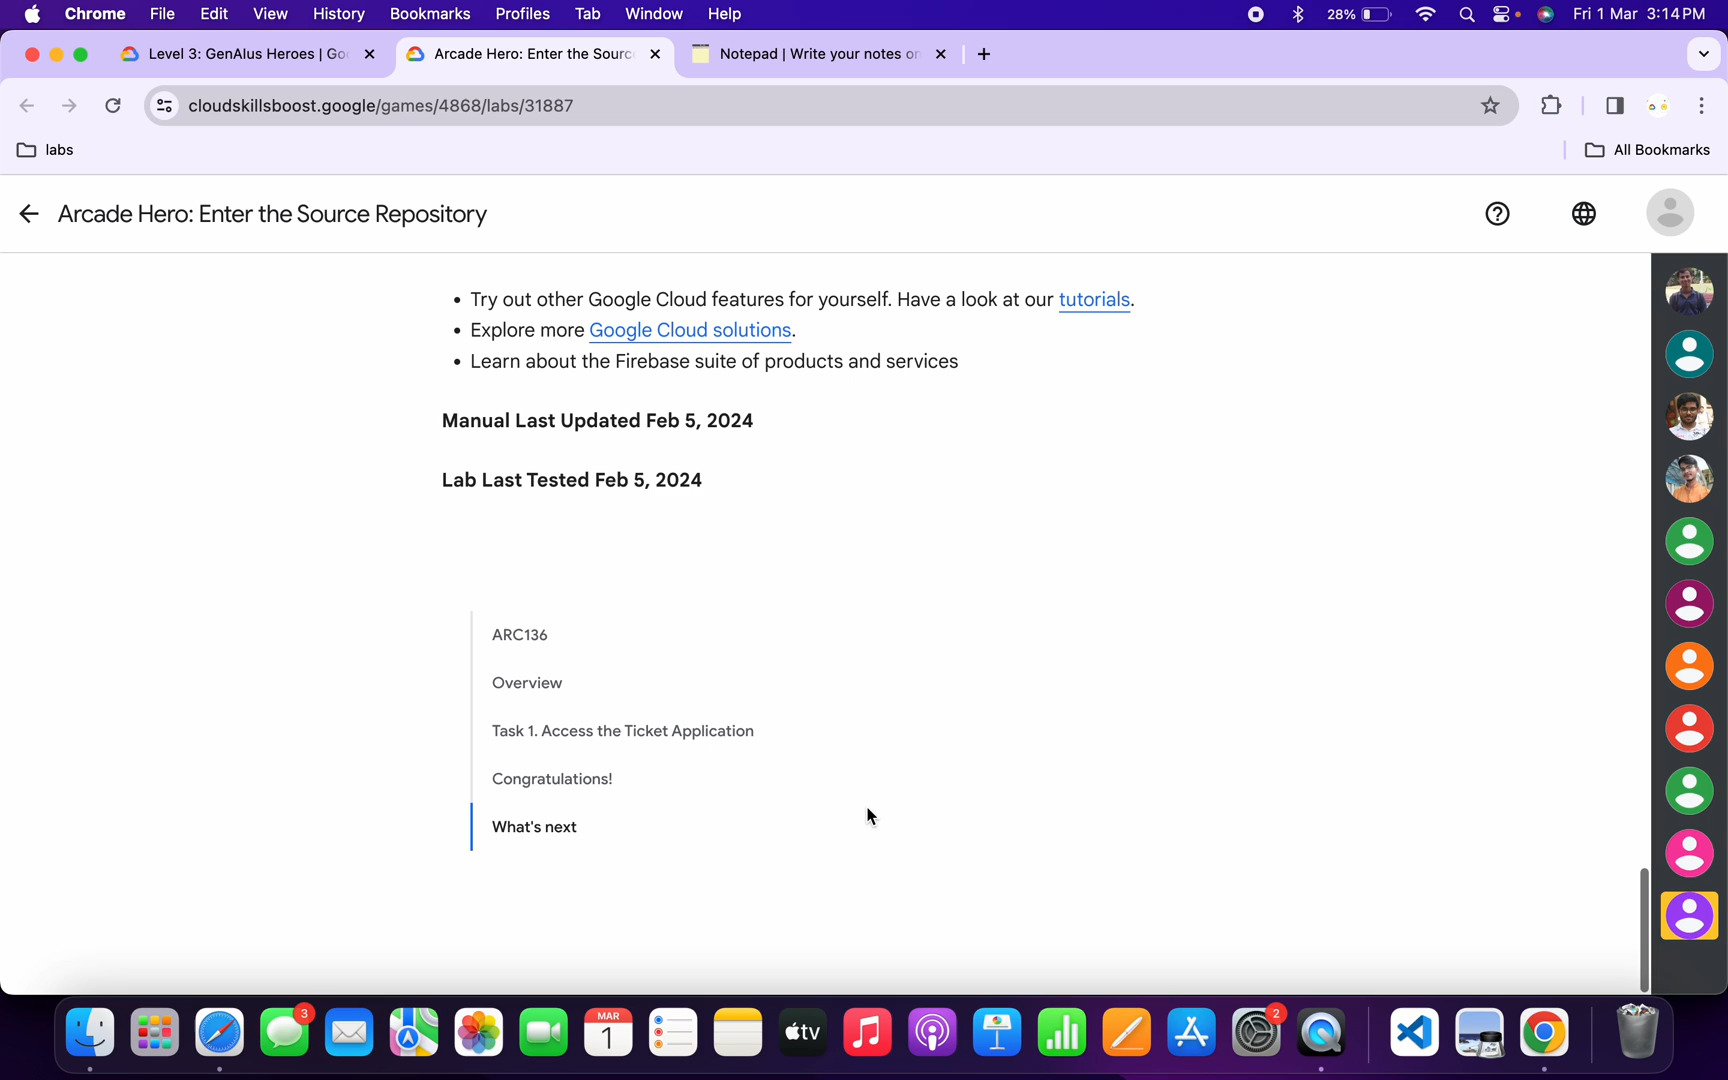 Chrome File Edit View History Bookmarks Profiles Tab Window Help 28% Fri 1 Mar 3:14 PM
Level 3: GenAIus Heroes | Go Arcade Hero: Enter the Sourc Notepad | Write your notes on
cloudskillsboost.google/games/4868/labs/31887
labs All Bookmarks
Arcade Hero: Enter the Source Repository
• Try out other Google Cloud features for yourself. Have a look at our tutorials.
• Explore more Google Cloud solutions.
• Learn about the Firebase suite of products and services
Manual Last Updated Feb 5, 2024
Lab Last Tested Feb 5, 2024
ARC136
Overview
Task 1. Access the Ticket Application
Congratulations!
What's next
3 MAR 1 tv 2